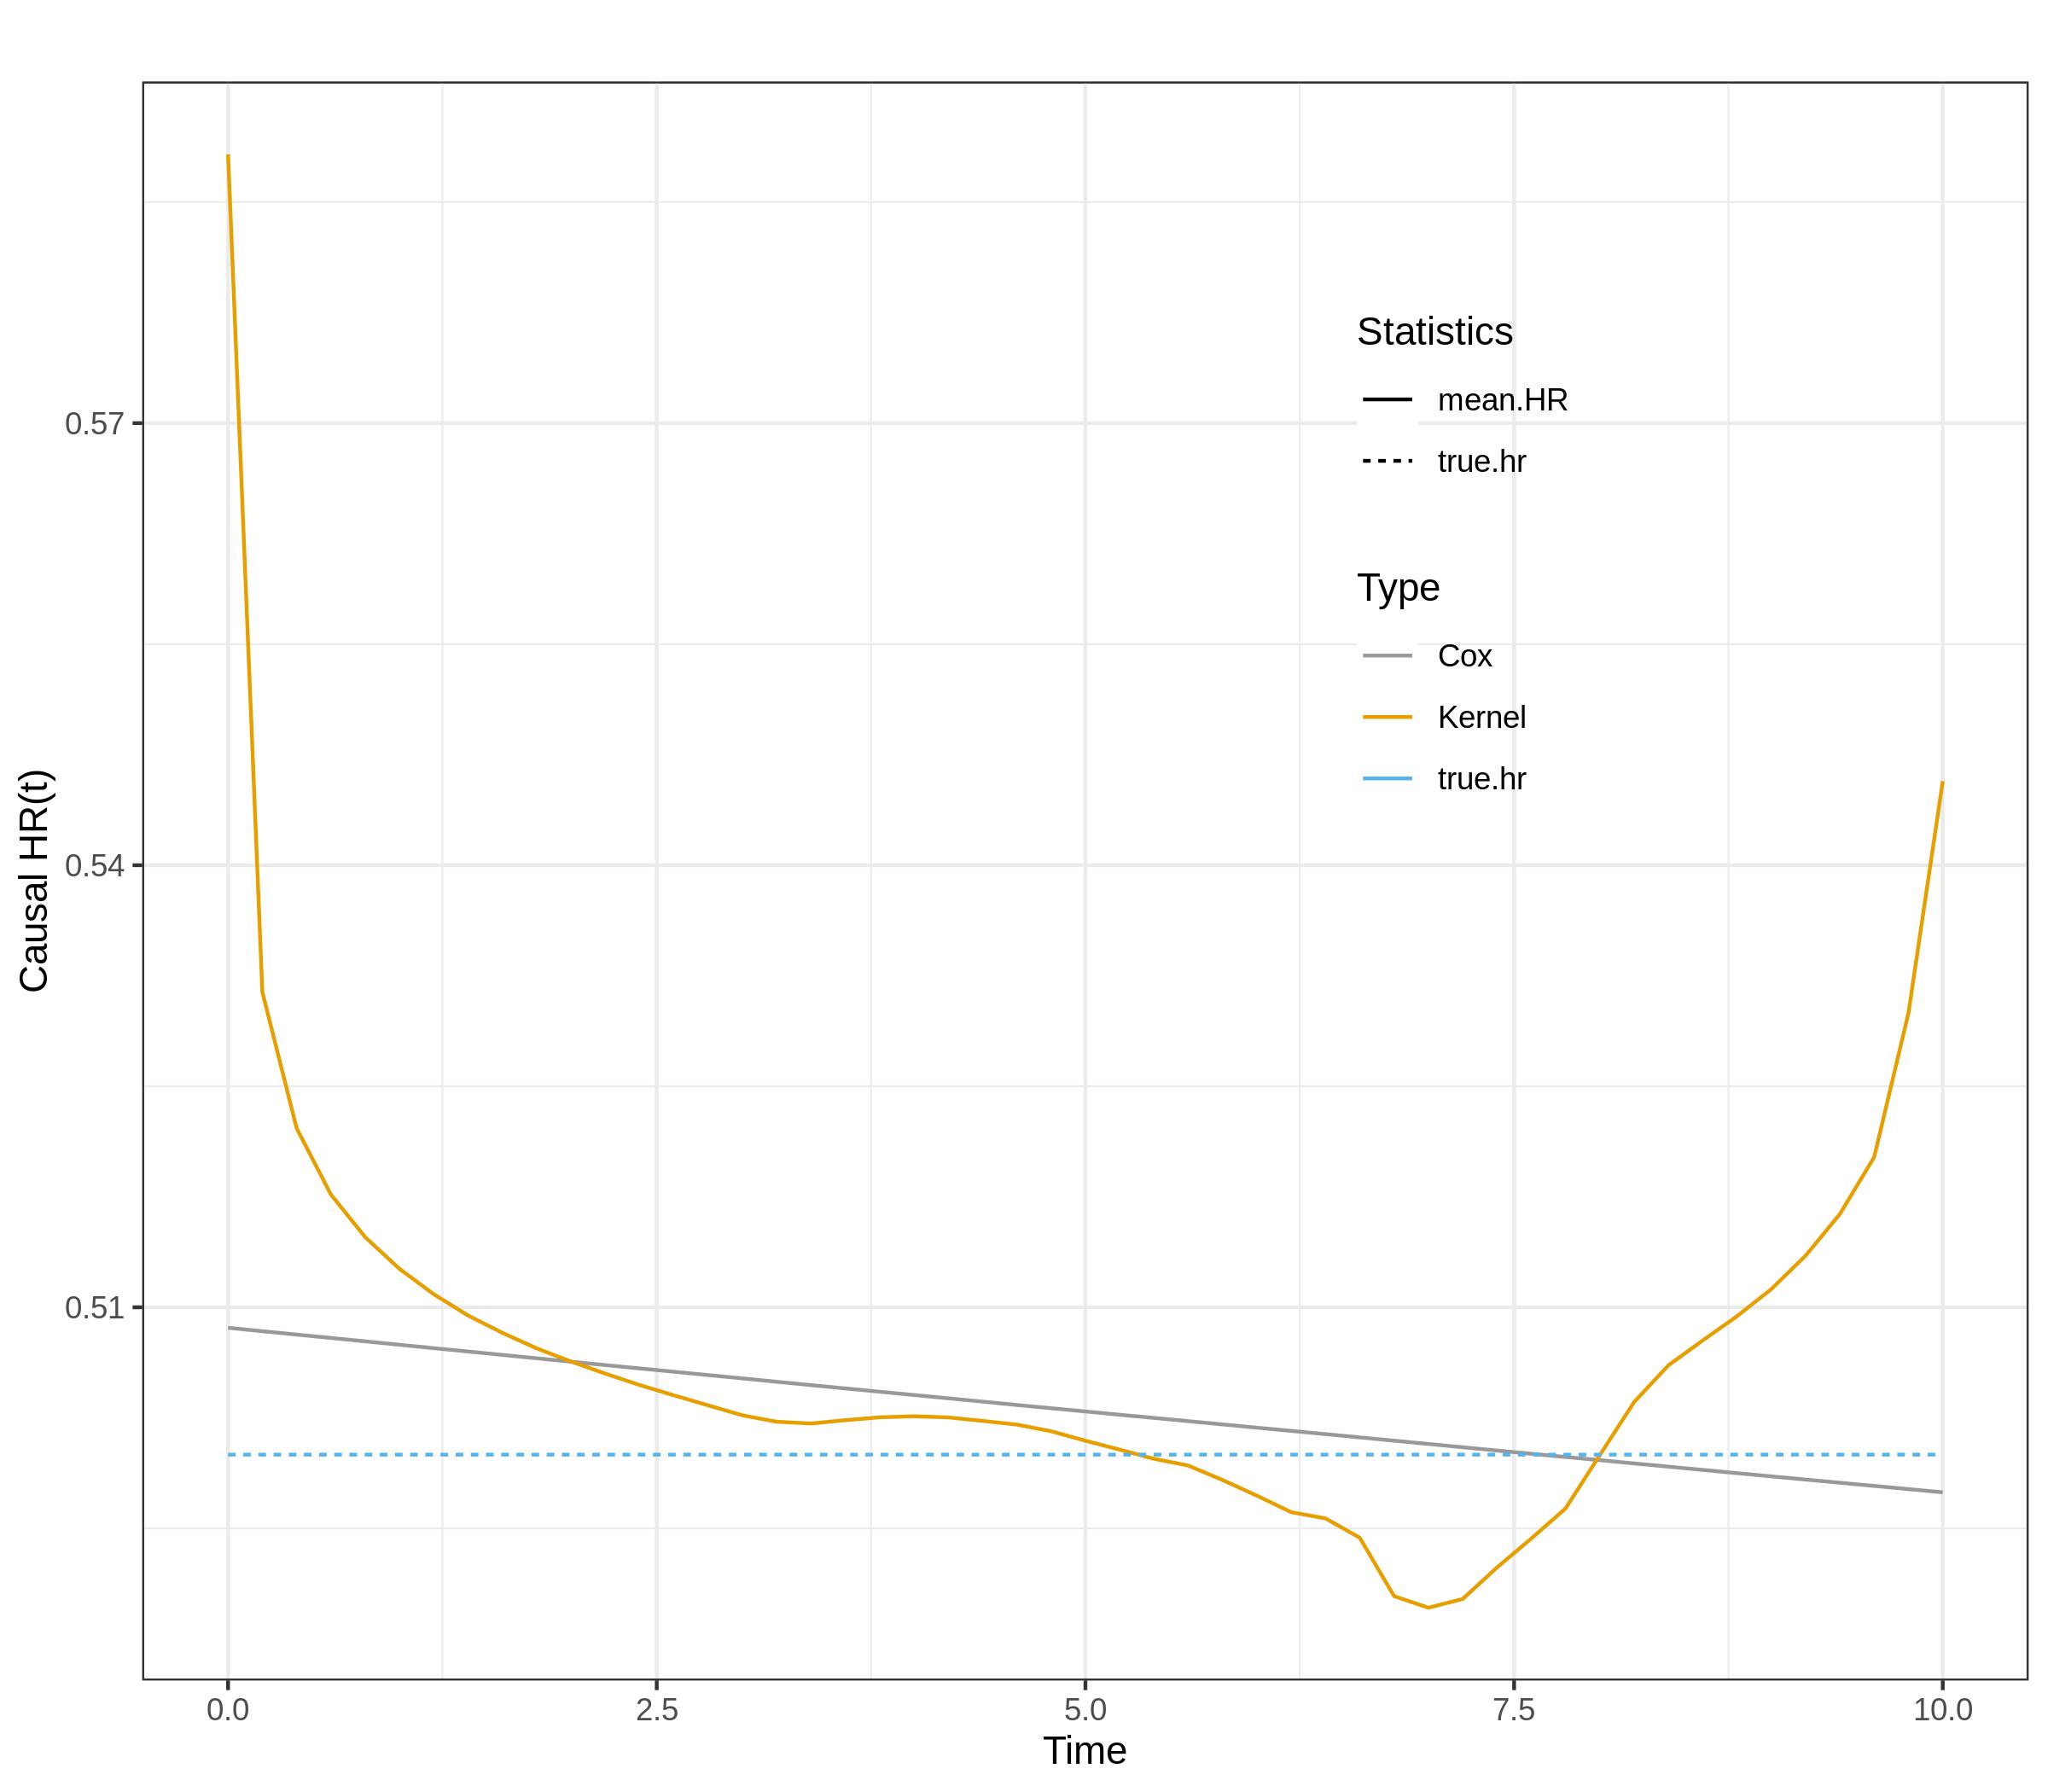 Statistics
mean.HR
true.hr
Type
Cox
Kernel
true.hr
Causal HR(t)
0.57
0.54
0.51
0.0 2.5 5.0 7.5 10.0
Time